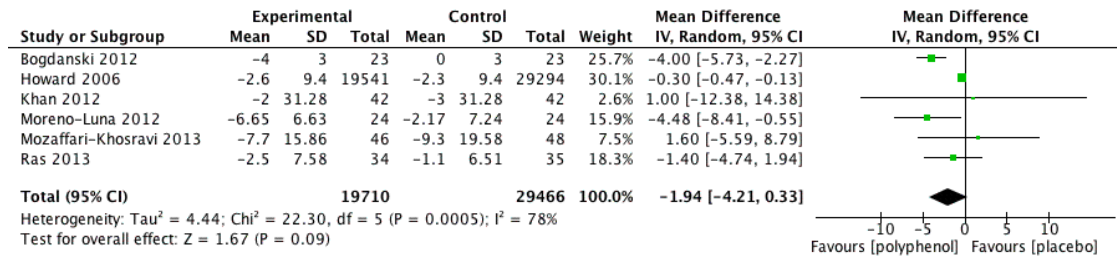 Experimental Control Mean Difference Mean Difference
Study or Subgroup Mean SD Total Mean SD Total Weight IV, Random, 95% CI IV, Random, 95% CI
Bogdanski 2012 -4 3 23 0 3 23 25.7% -4.00 [-5.73, -2.27]
Howard 2006 -2.6 9.4 19541 -2.3 9.4 29294 30.1% -0.30 [-0.47, -0.13]
Khan 2012 -2 31.28 42 -3 31.28 42 2.6% 1.00 [-12.38, 14.38]
Moreno-Luna 2012 -6.65 6.63 24 -2.17 7.24 24 15.9% -4.48 [-8.41, -0.55]
Mozaffari-Khosravi 2013 -7.7 15.86 46 -9.3 19.58 48 7.5% 1.60 [-5.59, 8.79]
Ras 2013 -2.5 7.58 34 -1.1 6.51 35 18.3% -1.40 [-4.74, 1.94]
Total (95% CI) 19710 29466 100.0% -1.94 [-4.21, 0.33]
Heterogeneity: Tau² = 4.44; Chi² = 22.30, df = 5 (P = 0.0005); I² = 78%
Test for overall effect: Z = 1.67 (P = 0.09)
-10 -5 0 5 10
Favours [polyphenol] Favours [placebo]